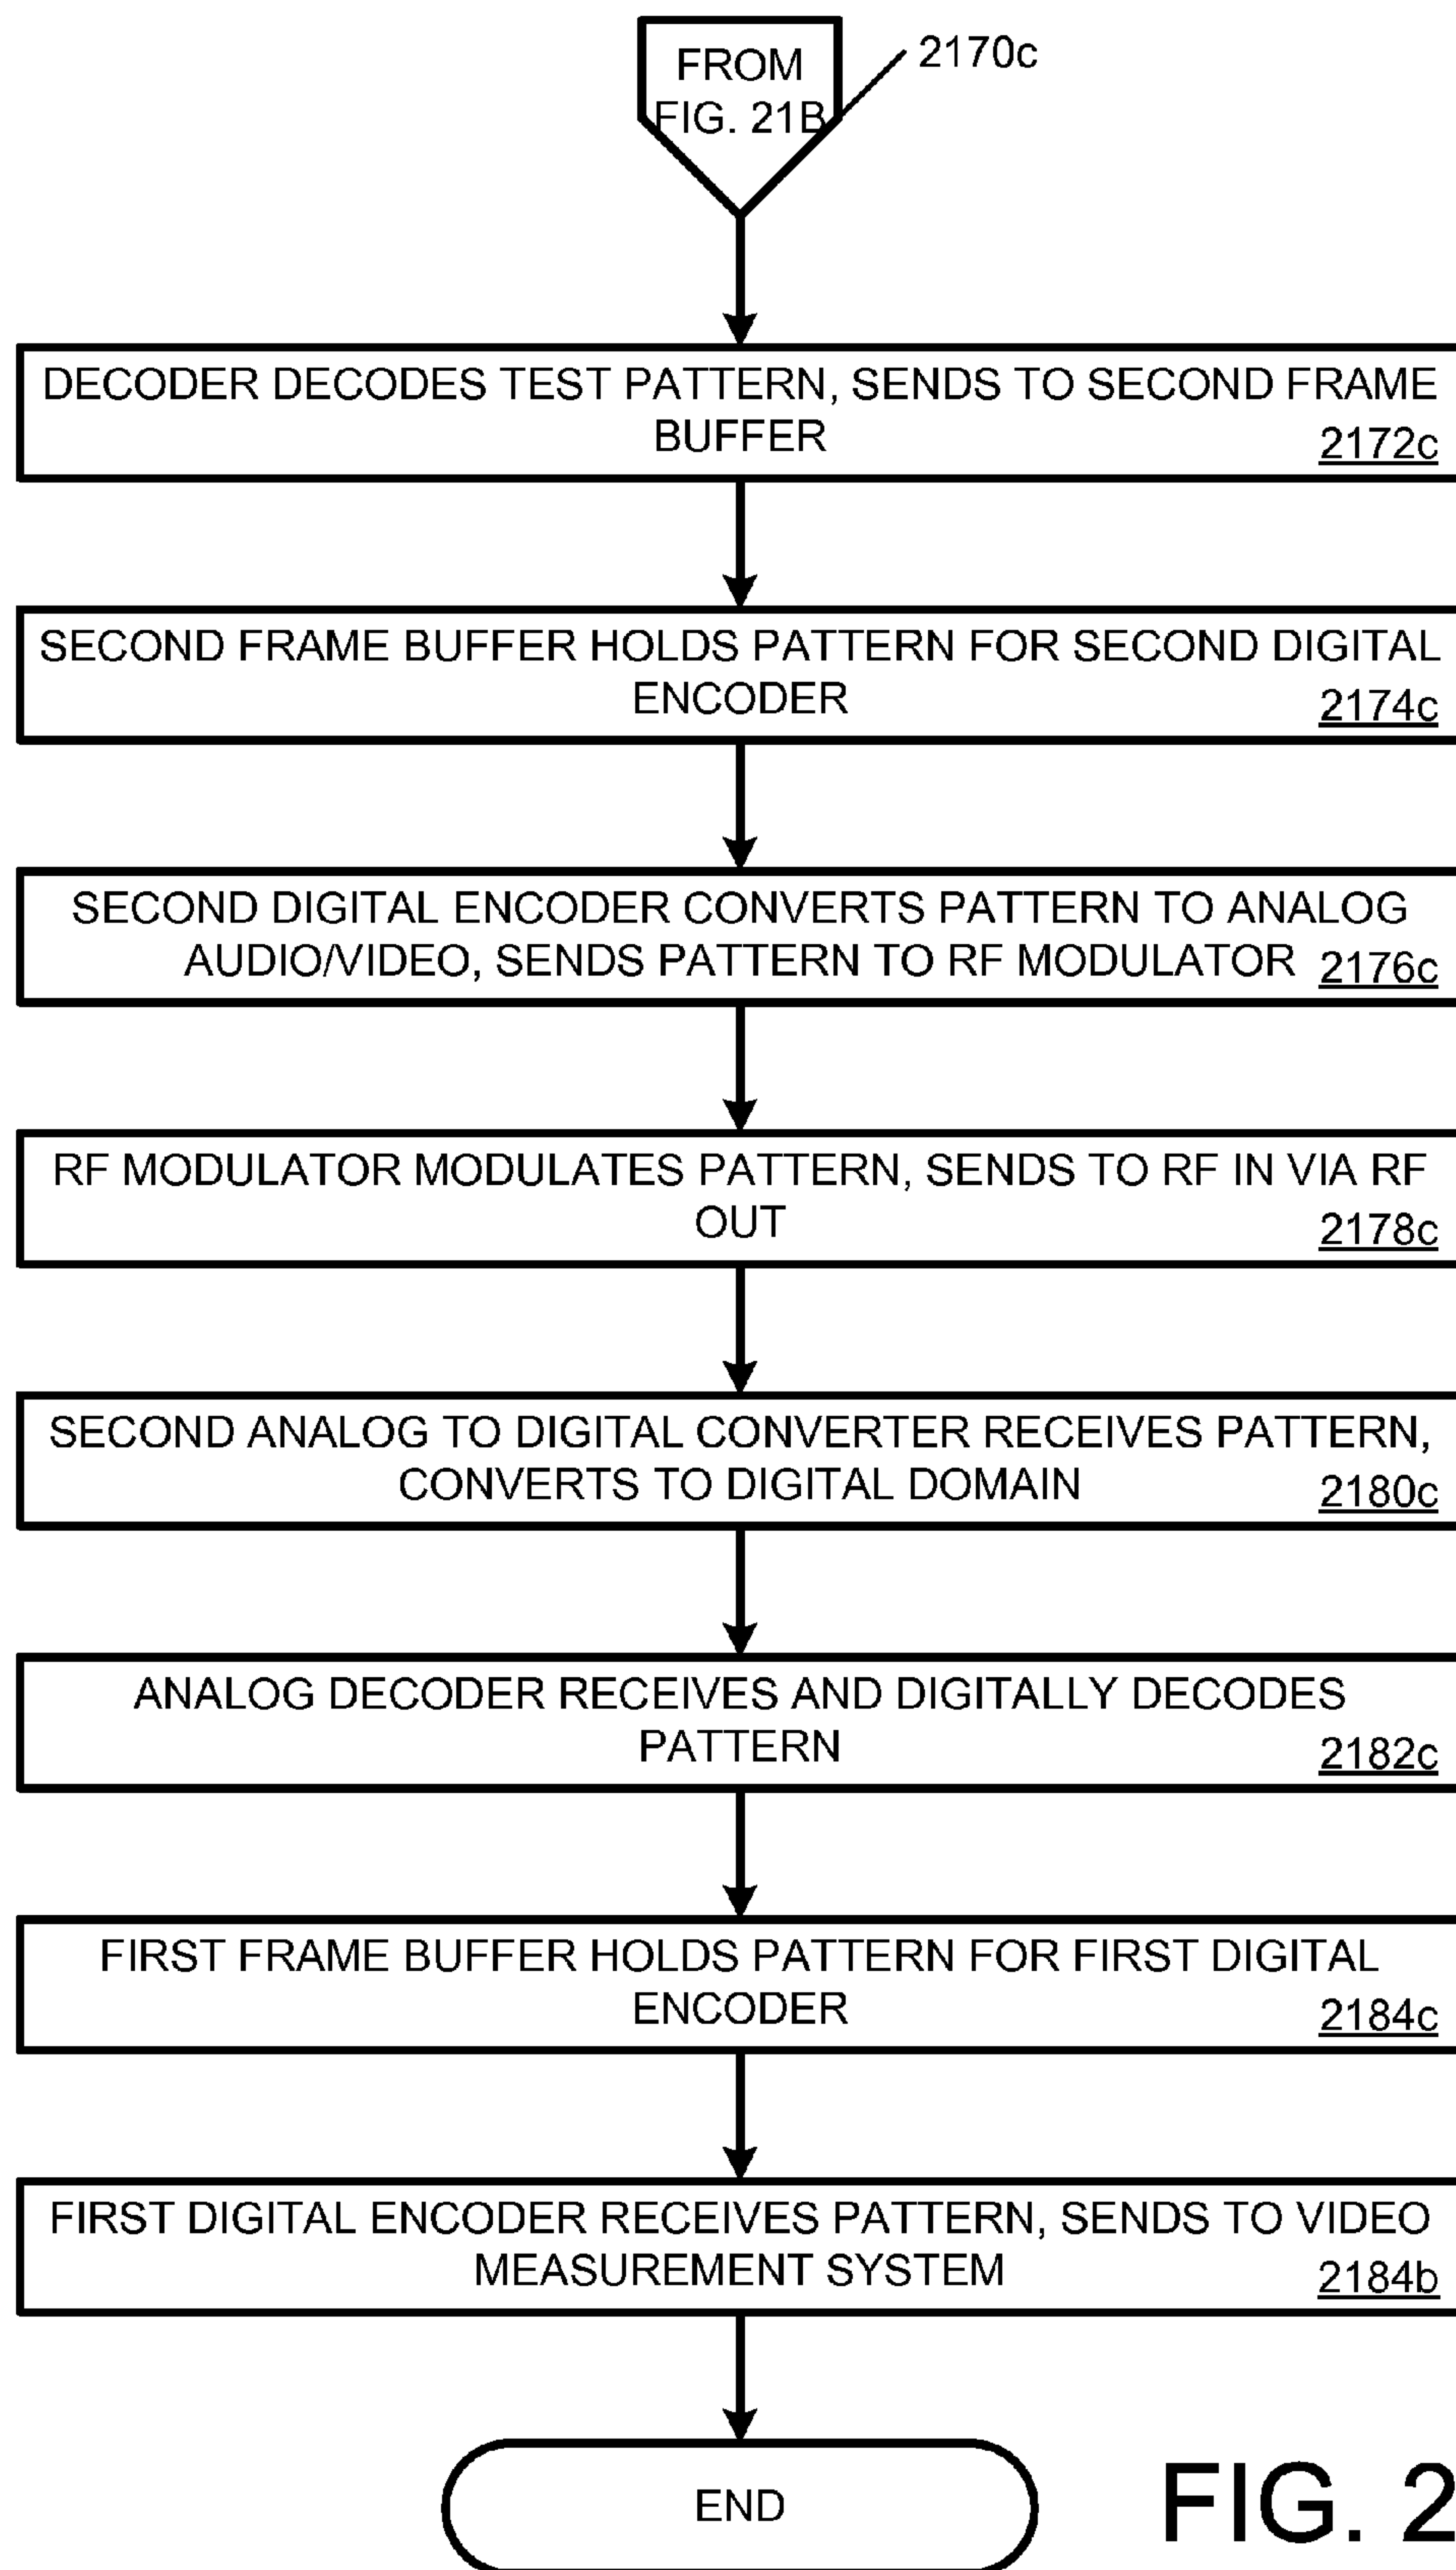 FROM
FIG. 21B
2170c
DECODER DECODES TEST PATTERN, SENDS TO SECOND FRAME
BUFFER
2172c
SECOND FRAME BUFFER HOLDS PATTERN FOR SECOND DIGITAL
ENCODER
2174c
SECOND DIGITAL ENCODER CONVERTS PATTERN TO ANALOG
AUDIO/VIDEO, SENDS PATTERN TO RF MODULATOR
2176c
RF MODULATOR MODULATES PATTERN, SENDS TO RF IN VIA RF
OUT
2178c
SECOND ANALOG TO DIGITAL CONVERTER RECEIVES PATTERN,
CONVERTS TO DIGITAL DOMAIN
2180c
ANALOG DECODER RECEIVES AND DIGITALLY DECODES
PATTERN
2182c
FIRST FRAME BUFFER HOLDS PATTERN FOR FIRST DIGITAL
ENCODER
2184c
FIRST DIGITAL ENCODER RECEIVES PATTERN, SENDS TO VIDEO
MEASUREMENT SYSTEM
2184b
END
FIG. 2